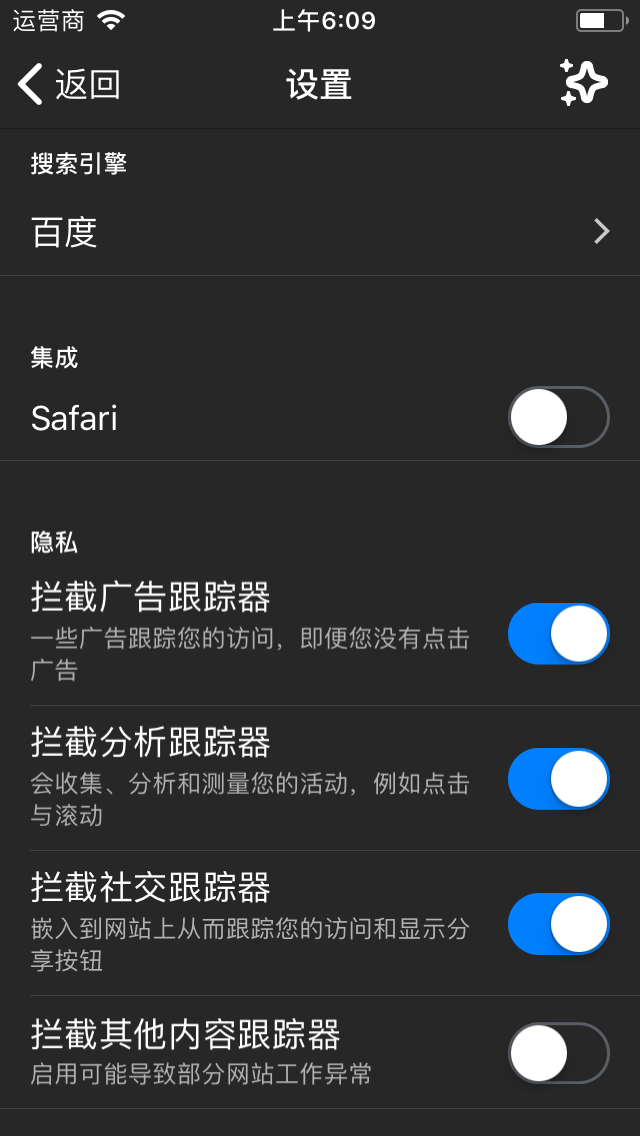 运营商
上午6:09
返回
设置
搜索引擎
百度
集成
Safari
隐私
拦截广告跟踪器
一些广告跟踪您的访问，即便您没有点击
广告
拦截分析跟踪器
会收集、分析和测量您的活动，例如点击
与滚动
拦截社交跟踪器
嵌入到网站上从而跟踪您的访问和显示分
享按钮
拦截其他内容跟踪器
启用可能导致部分网站工作异常